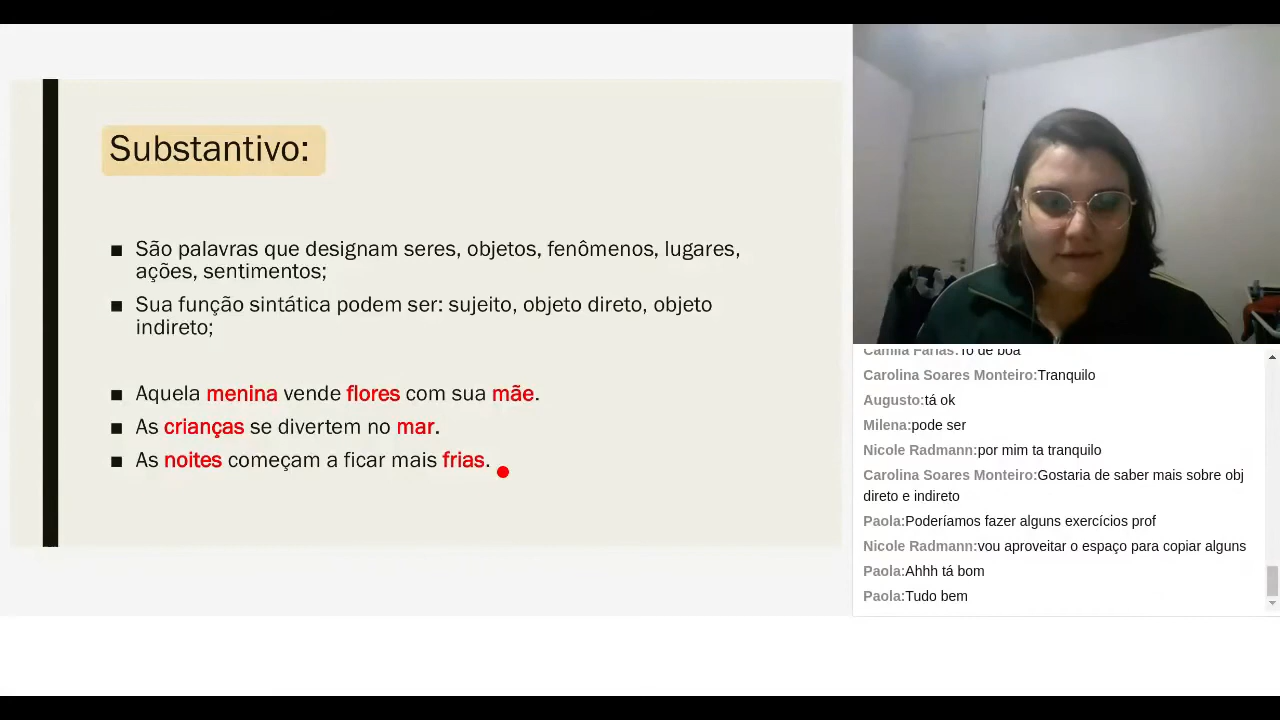 Substantivo:
■ São palavras que designam seres, objetos, fenômenos, lugares,
ações, sentimentos;
■ Sua função sintática podem ser: sujeito, objeto direto, objeto
indireto;
■ Aquela menina vende flores com sua mãe.
■ As crianças se divertem no mar.
■ As noites começam a ficar mais frias.
Camila Farias: de boa
Carolina Soares Monteiro:Tranquilo
Augusto:tá ok
Milena:pode ser
Nicole Radmann:por mim ta tranquilo
Carolina Soares Monteiro:Gostaria de saber mais sobre obj
direto e indireto
Paola:Poderíamos fazer alguns exercícios prof
Nicole Radmann:vou aproveitar o espaço para copiar alguns
Paola:Ahhh tá bom
Paola:Tudo bem